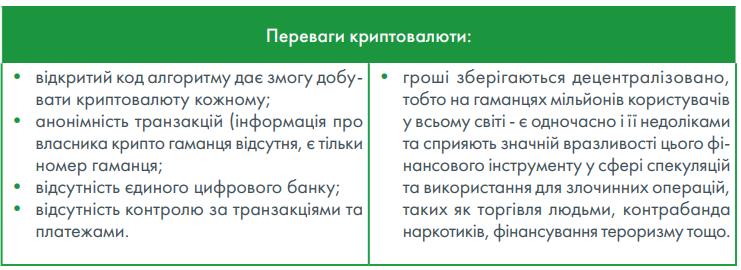 Переваги криптовалюти:
• відкритий код алгоритму дає змогу добу-
вати криптовалюту кожному;
• анонімність транзакцій (інформація про
власника крипто гаманця відсутня, є тільки
номер гаманця;
• відсутність єдиного цифрового банку;
• відсутність контролю за транзакціями та
платежами.
• гроші зберігаються децентралізовано,
тобто на гаманцях мільйонів користувачів
у всьому світі - є одночасно і її недоліками
та сприяють значній вразливості цього фі-
нансового інструменту у сфері спекуляцій
та використання для злочинних операцій,
таких як торгівля людьми, контрабанда
наркотиків, фінансування тероризму тощо.